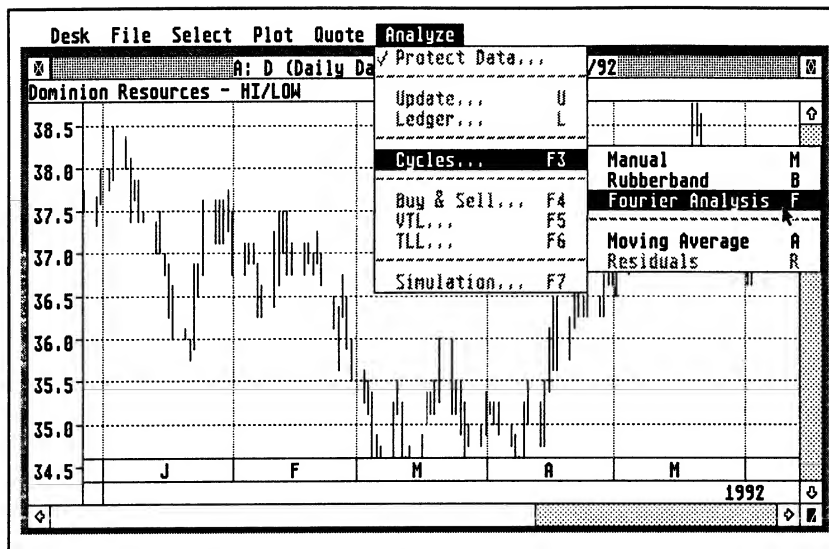 Desk File Select Plot Quote Analyze
A: D (Daily Da /92
Dominion Resources - HI/LOW
✓ Protect Data...
Update... U
Ledger... L
Cycles... F3
Buy & Sell... F4
VTL... F5
TLL... F6
Simulation... F7
Manual M
Rubberband B
Fourier Analysis F
Moving Average A
Residuals R
38.5
38.0
37.5
37.0
36.5
36.0
35.5
35.0
34.5
J F M A M
1992